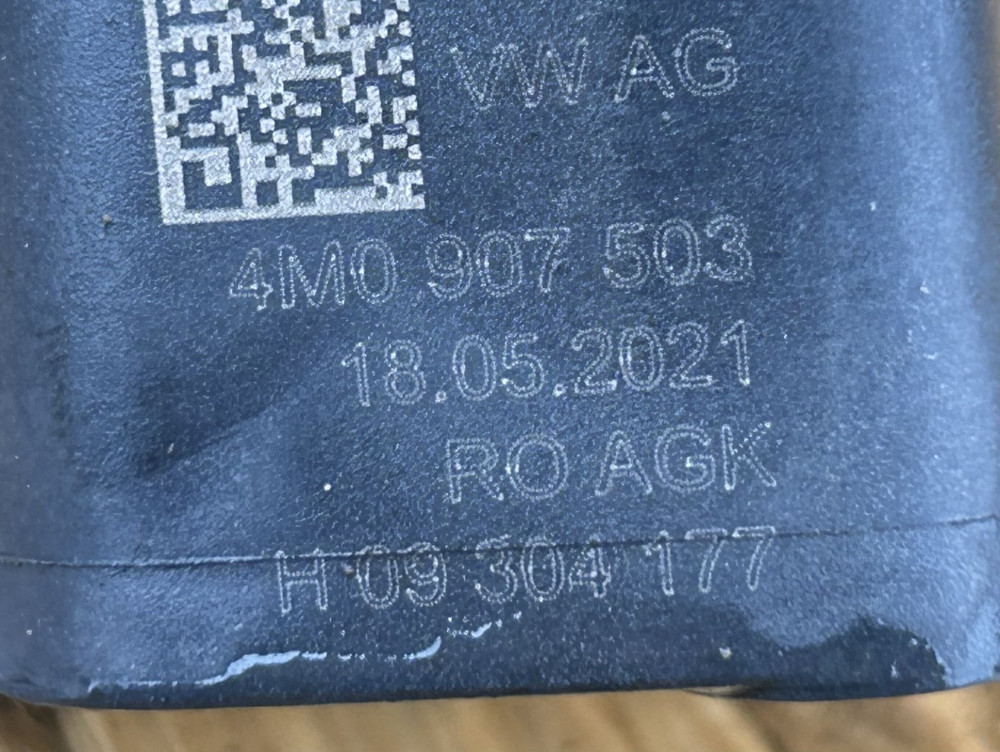 VW AG
4M0 907 503
18.05.2021
RO AGK
H 09 304 177